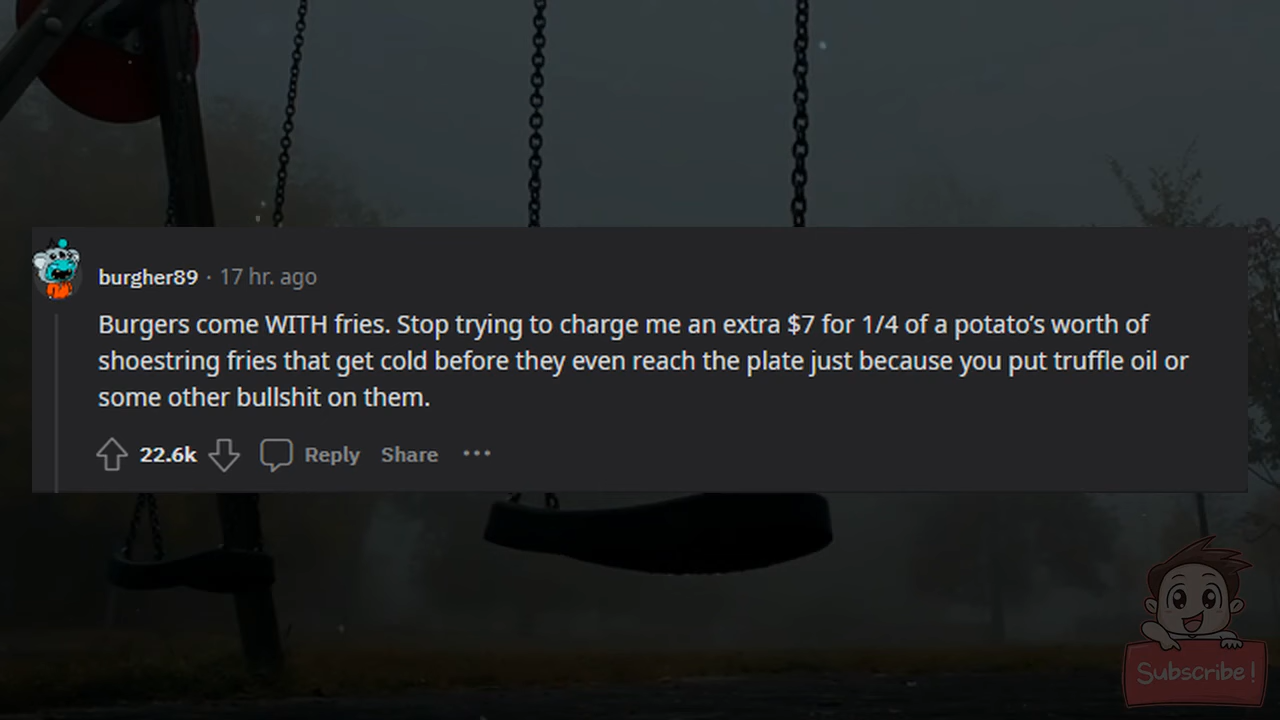 burgher89 · 17 hr. ago
Burgers come WITH fries. Stop trying to charge me an extra $7 for 1/4 of a potato’s worth of
shoestring fries that get cold before they even reach the plate just because you put truffle oil or
some other bullshit on them.
22.6k Reply Share ···
Subscribe!